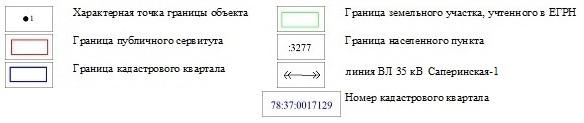 1 Характерная точка границы объекта
Граница публичного сервитута
Граница кадастрового квартала
Граница земельного участка, учтенного в ЕГРН
:3277 Граница населенного пункта
линия ВЛ 35 кВ Саперинская-1
78:37:0017129 Номер кадастрового квартала